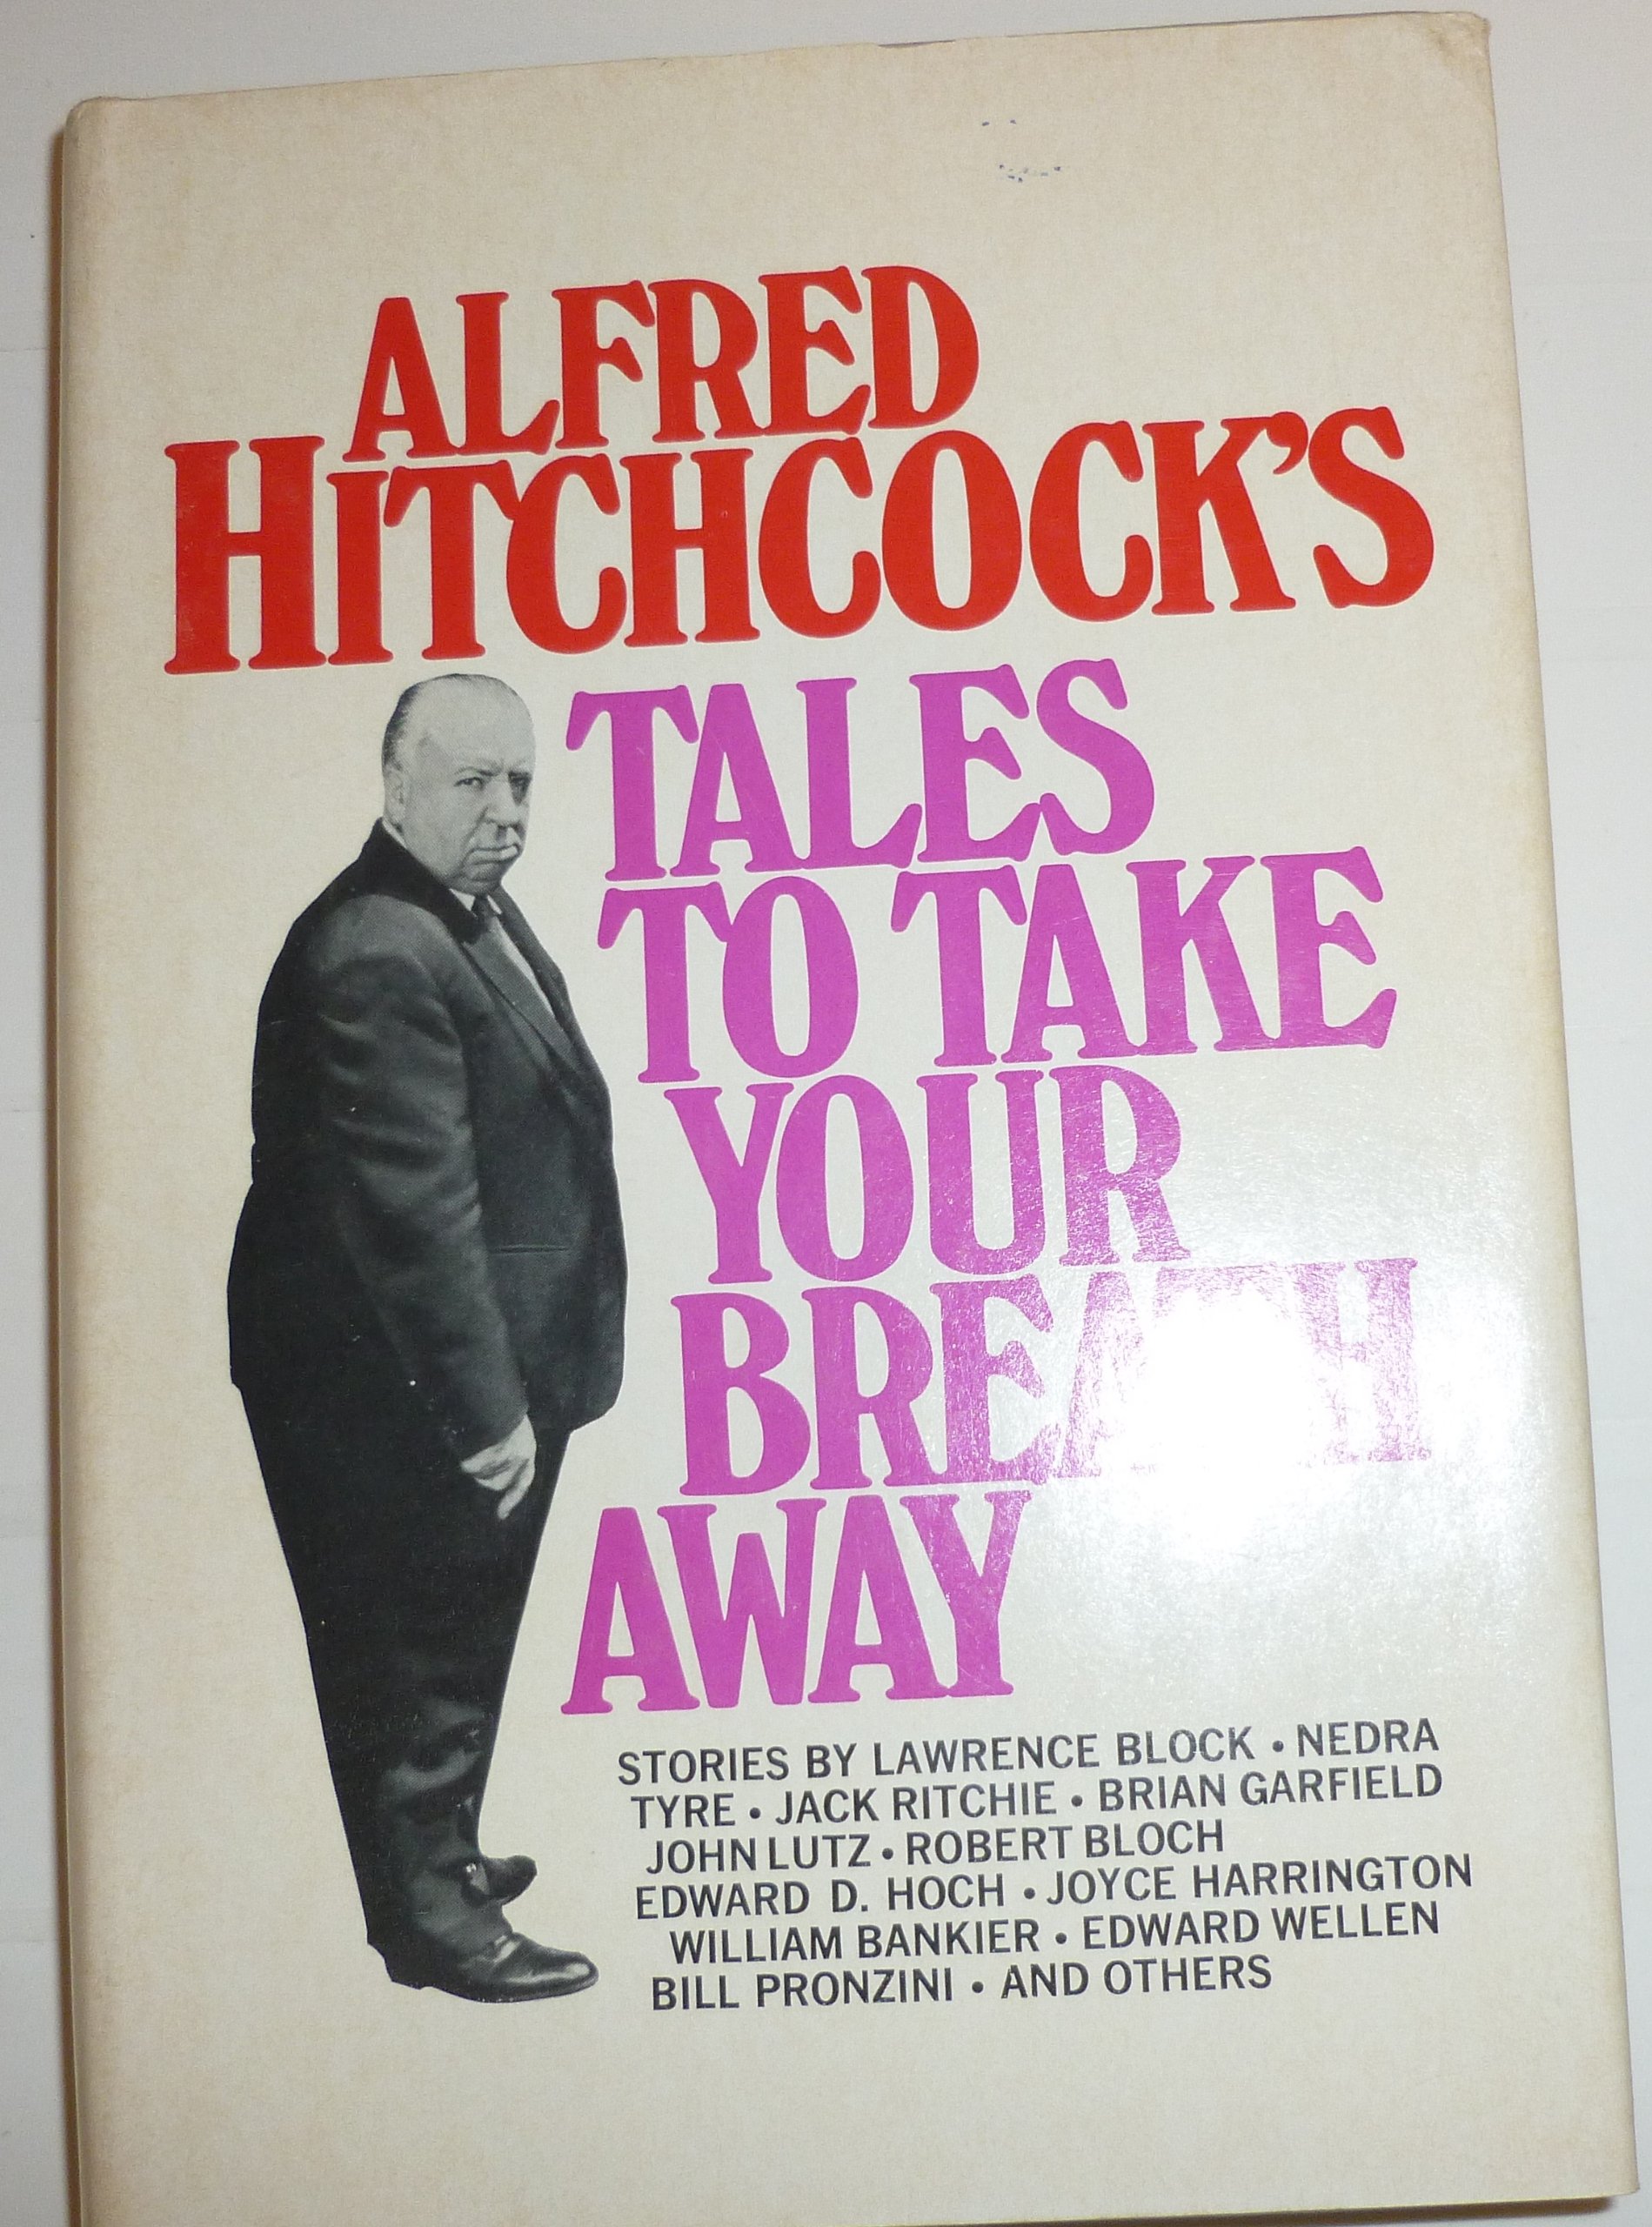 ALFRED
HITCHCOCK'S
TALES
TO TAKE
YOUR
BREATH
AWAY
STORIES BY LAWRENCE BLOCK • NEDRA
TYRE • JACK RITCHIE • BRIAN GARFIELD
JOHN LUTZ • ROBERT BLOCH
EDWARD D. HOCH • JOYCE HARRINGTON
WILLIAM BANKIER • EDWARD WELLEN
BILL PRONZINI • AND OTHERS